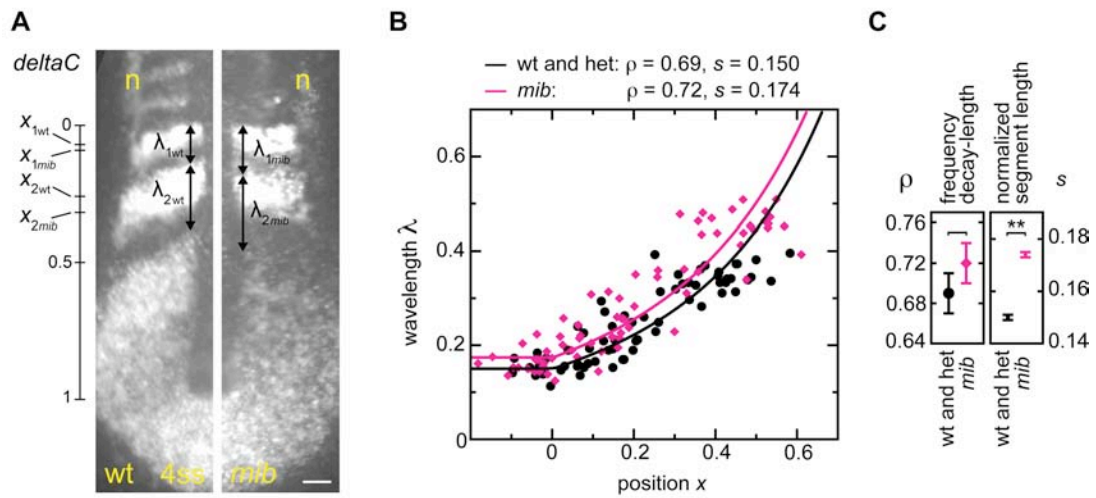 A
deltaC
n
n
0
x1wt
x1mib
x2wt
x2mib
λ1wt
λ1mib
λ2wt
λ2mib
0.5
1
wt
4ss
mib
B
wt and het: ρ = 0.69, s = 0.150
mib: ρ = 0.72, s = 0.174
wavelength λ
0.6
0.4
0.2
0
0.0
0.2
0.4
0.6
position x
C
frequency
decay-length
normalized
segment length
ρ
s
**
0.76
0.72
0.68
0.64
0.18
0.16
0.14
wt and het
mib
wt and het
mib